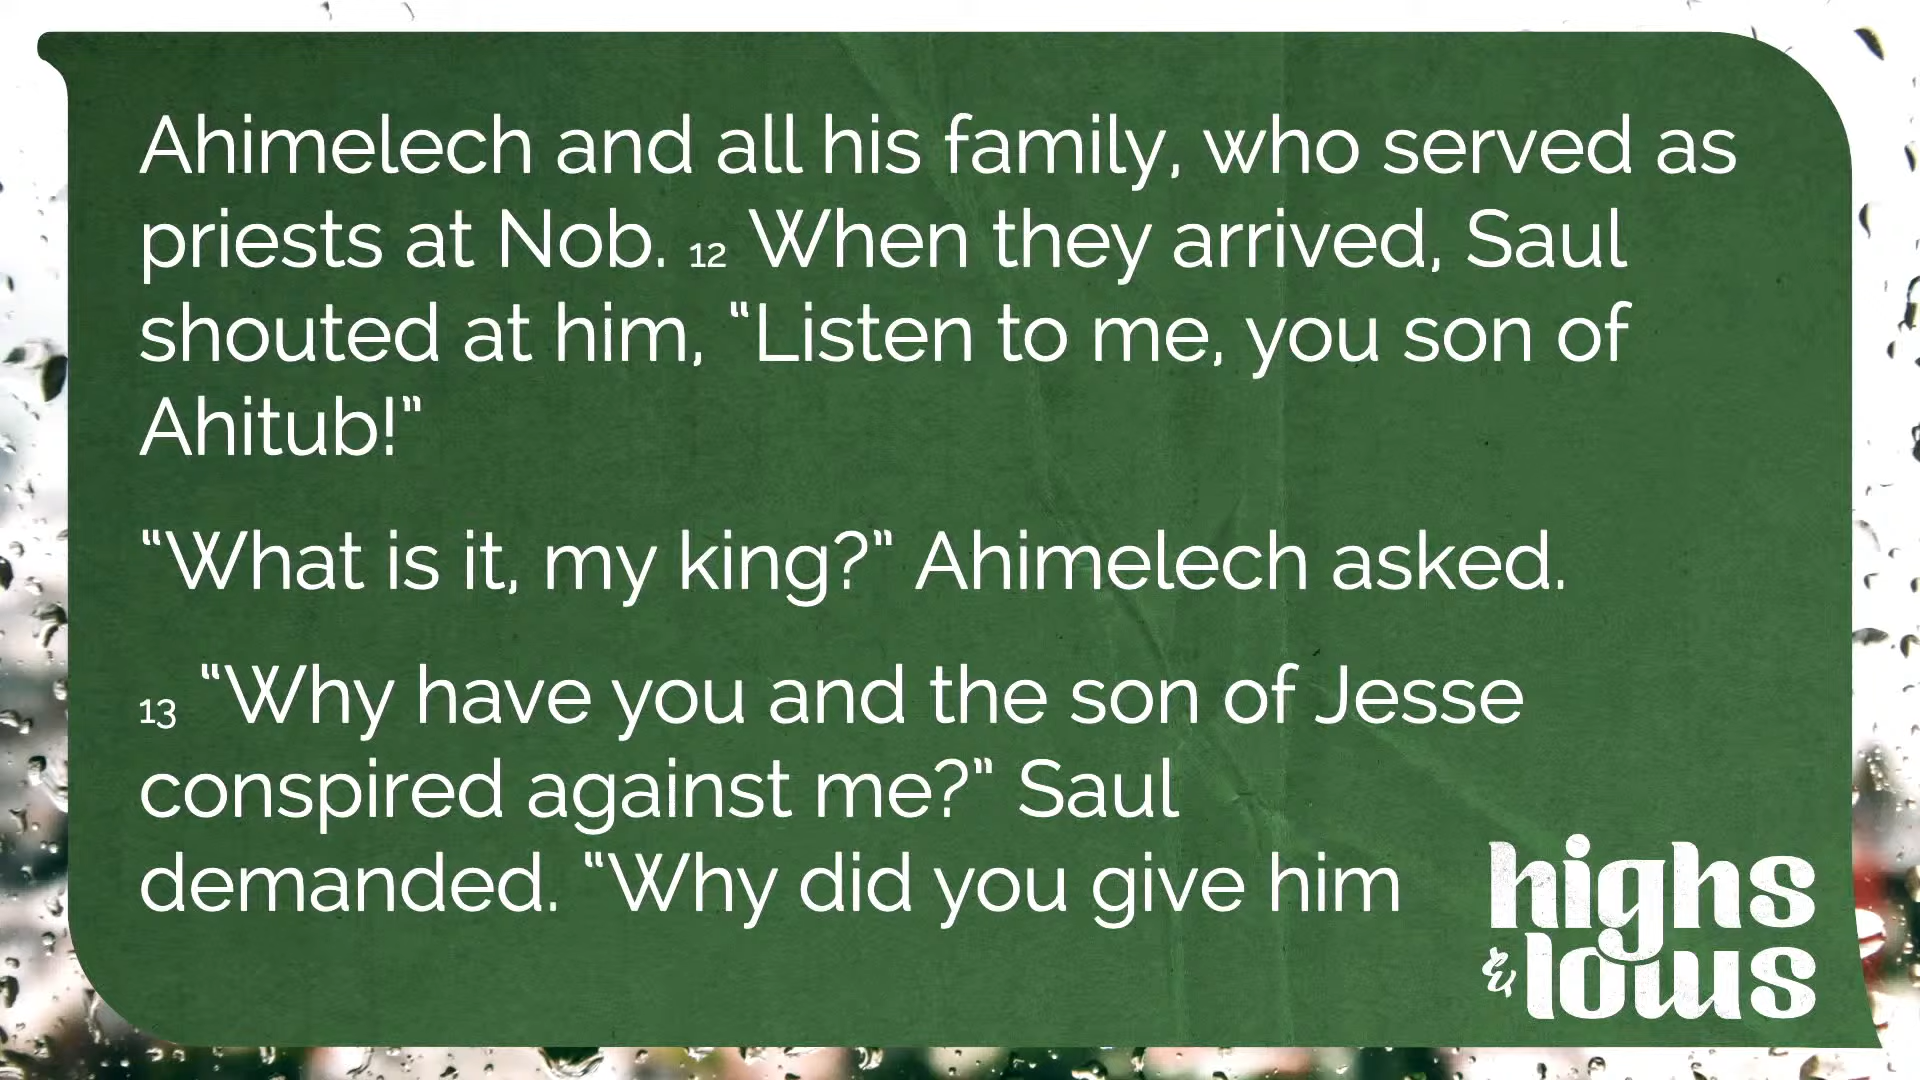 Ahimelech and all his family, who served as
priests at Nob. 12 When they arrived, Saul
shouted at him, “Listen to me, you son of
Ahitub!”
“What is it, my king?” Ahimelech asked.
13 “Why have you and the son of Jesse
conspired against me?” Saul
demanded. “Why did you give him
highs
& lows